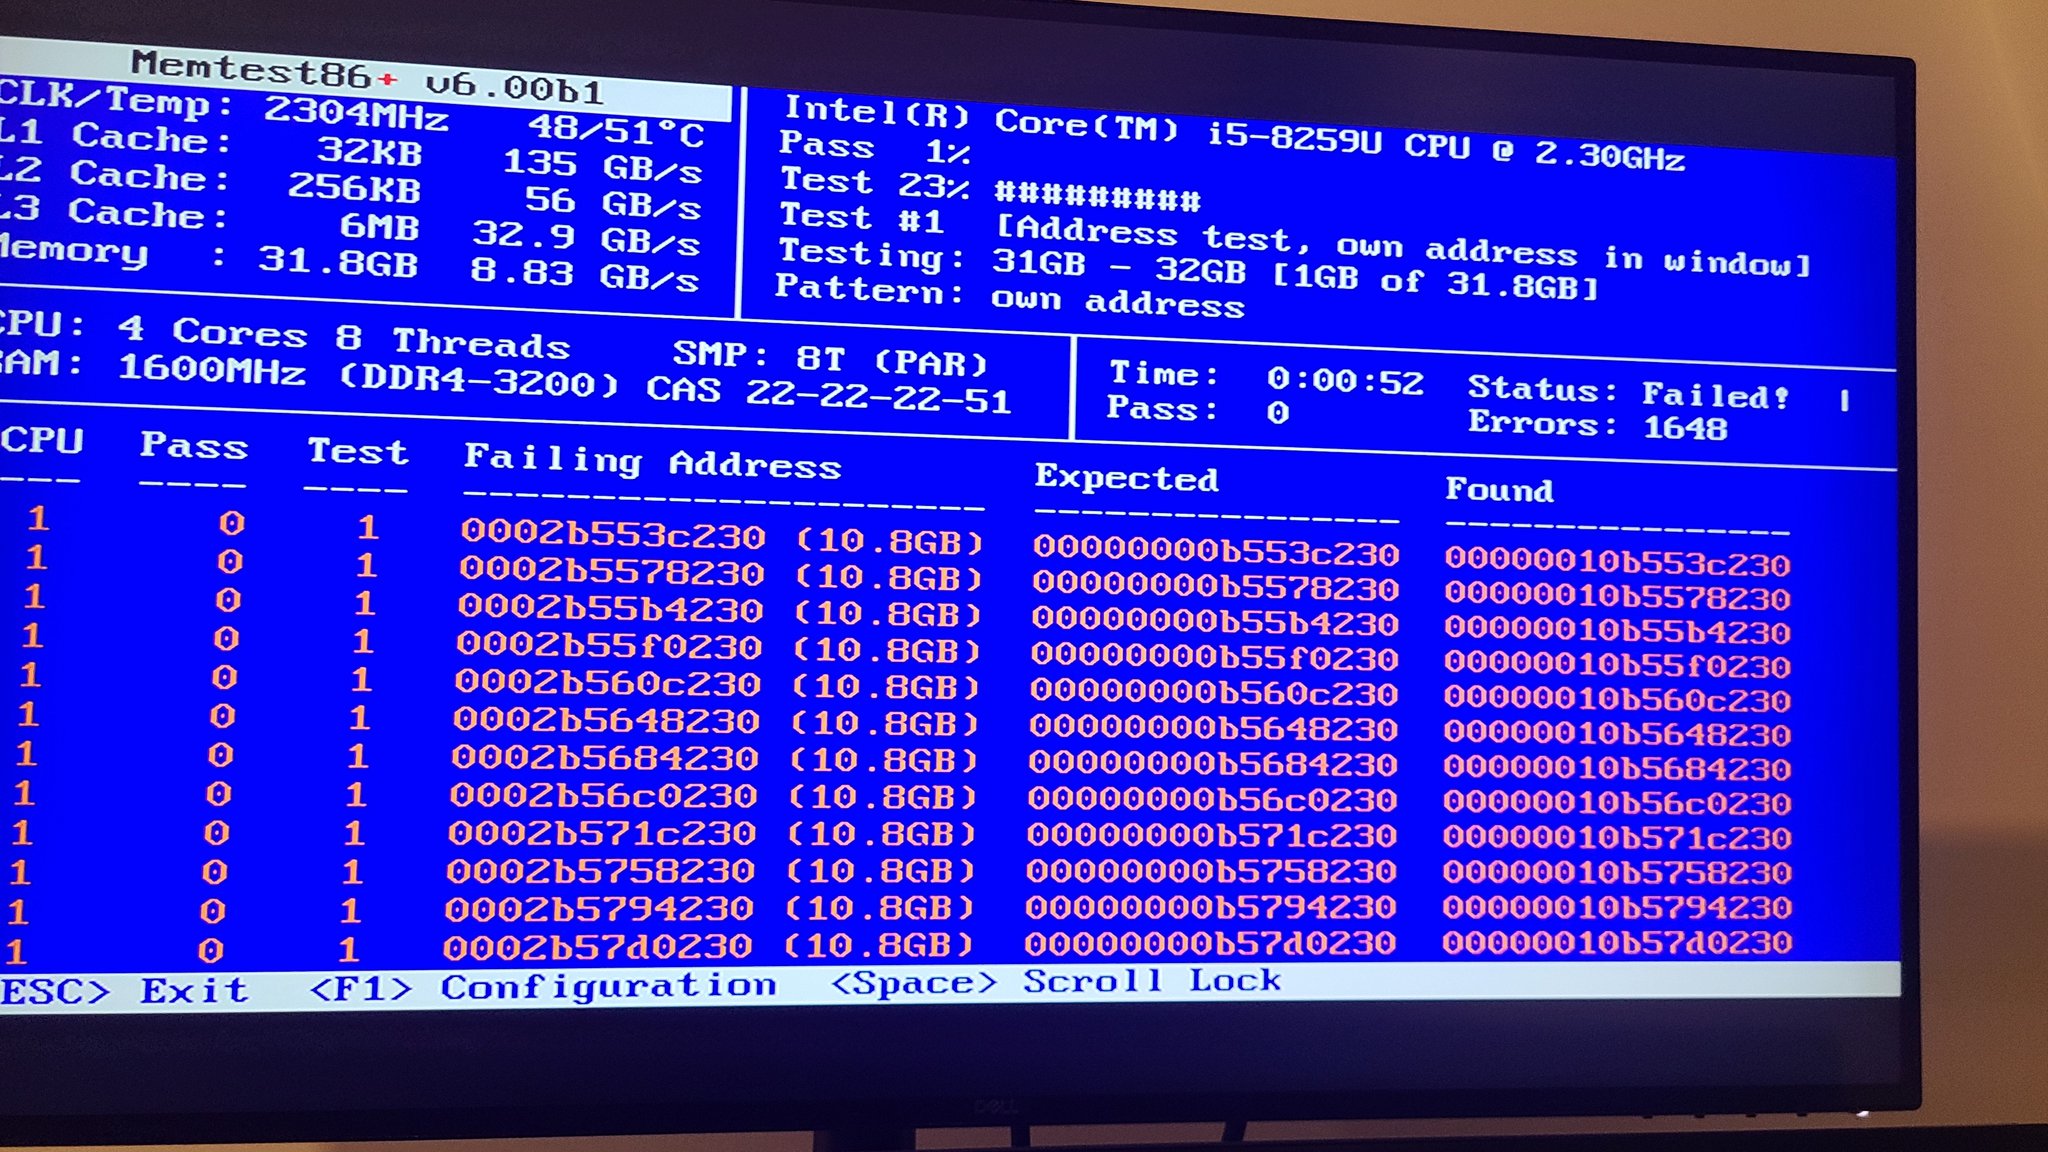 Memtest86+ v6.00b1
CLK/Temp: 2304MHz 48/51°C
L1 Cache: 32KB 135 GB/s
L2 Cache: 256KB 56 GB/s
L3 Cache: 6MB 32.9 GB/s
Memory : 31.8GB 8.83 GB/s
Intel(R) Core(TM) i5-8259U CPU @ 2.30GHz
Pass 1%
Test 23% #########
Test #1 [Address test, own address in window]
Testing: 31GB - 32GB [1GB of 31.8GB]
Pattern: own address
CPU: 4 Cores 8 Threads SMP: 8T (PAR)
RAM: 1600MHz (DDR4-3200) CAS 22-22-22-51
Time: 0:00:52 Status: Failed! |
Pass: 0 Errors: 1648
CPU Pass Test Failing Address Expected Found
1 0 1 0002b553c230 (10.8GB) 00000000b553c230 00000010b553c230
1 0 1 0002b5578230 (10.8GB) 00000000b5578230 00000010b5578230
1 0 1 0002b55b4230 (10.8GB) 00000000b55b4230 00000010b55b4230
1 0 1 0002b55f0230 (10.8GB) 00000000b55f0230 00000010b55f0230
1 0 1 0002b560c230 (10.8GB) 00000000b560c230 00000010b560c230
1 0 1 0002b5648230 (10.8GB) 00000000b5648230 00000010b5648230
1 0 1 0002b5684230 (10.8GB) 00000000b5684230 00000010b5684230
1 0 1 0002b56c0230 (10.8GB) 00000000b56c0230 00000010b56c0230
1 0 1 0002b571c230 (10.8GB) 00000000b571c230 00000010b571c230
1 0 1 0002b5758230 (10.8GB) 00000000b5758230 00000010b5758230
1 0 1 0002b5794230 (10.8GB) 00000000b5794230 00000010b5794230
1 0 1 0002b57d0230 (10.8GB) 00000000b57d0230 00000010b57d0230
ESC> Exit <F1> Configuration <Space> Scroll Lock
DELL